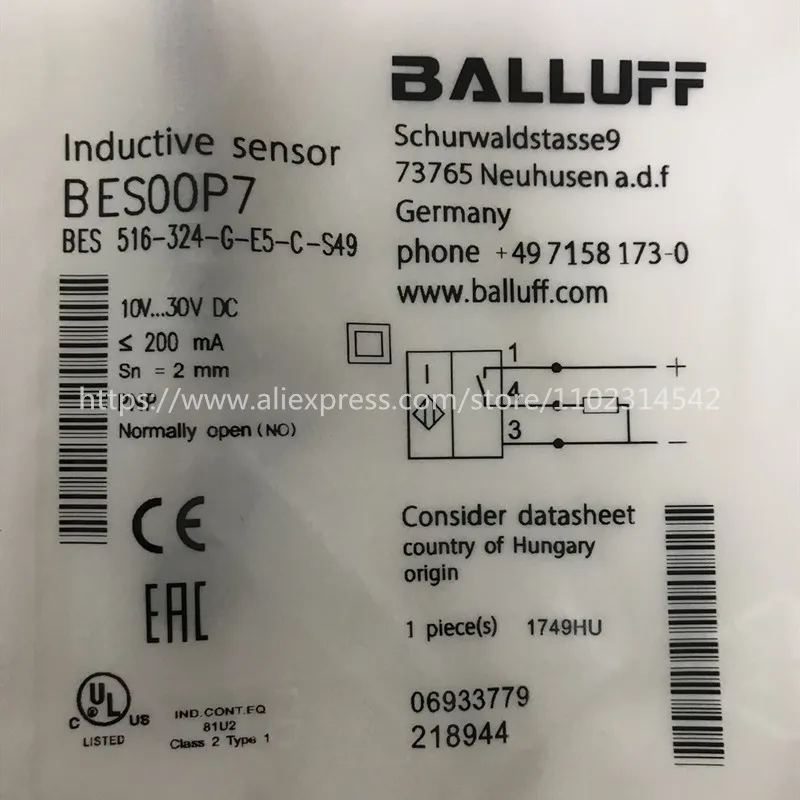 BALLUFF
Inductive sensor
BES00P7
BES 516-324-G-E5-C-S49
Schurwaldstasse9
73765 Neuhusen a.d.f
Germany
phone +49 7158 173-0
www.balluff.com
10V...30V DC
≤ 200 mA
Sn = 2 mm
Normally open (NO)
1
4
3
+
−
https://www.aliexpress.com/store/1102314542
CE
EAC
Consider datasheet
country of Hungary
origin
1 piece(s) 1749HU
C UL US
LISTED
IND.CONT.EQ
81U2
Class 2 Type 1
06933779
218944